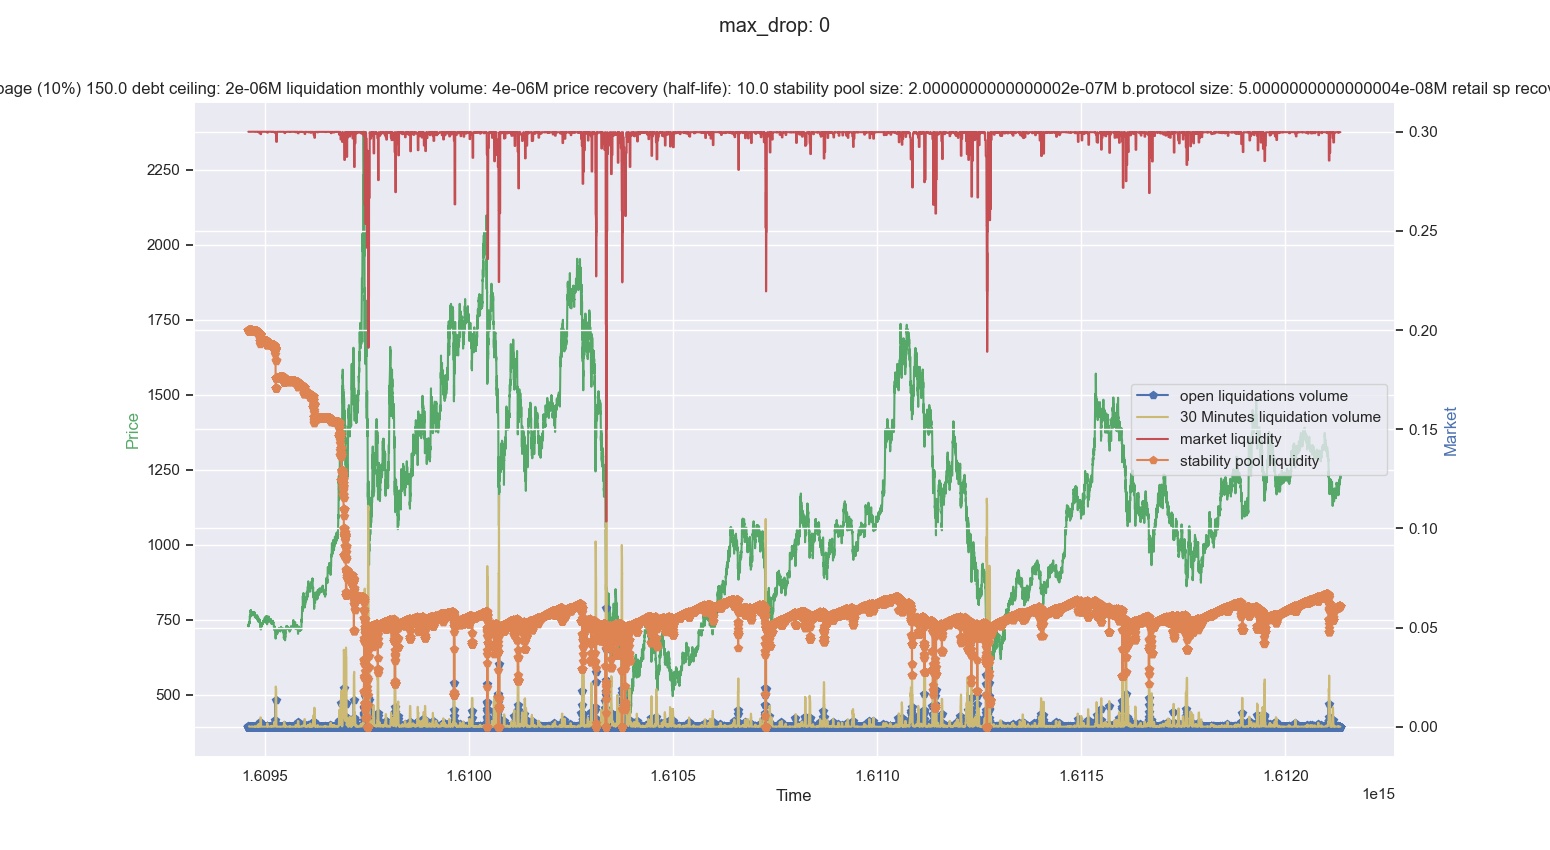 max_drop: 0
(10%) 150.0 debt ceiling: 2e-06M liquidation monthly volume: 4e-06M price recovery (half-life): 10.0 stability pool size: 2.0000000000000002e-07M b.protocol size: 5.0000000000000004e-08M retail sp
2250
2000
1750
1500
1250
1000
750
500
Price
0.30
0.25
0.20
0.15
0.10
0.05
0.00
Market
open liquidations volume
30 Minutes liquidation volume
market liquidity
stability pool liquidity
1.6095 1.6100 1.6105 1.6110 1.6115 1.6120
Time
1e15